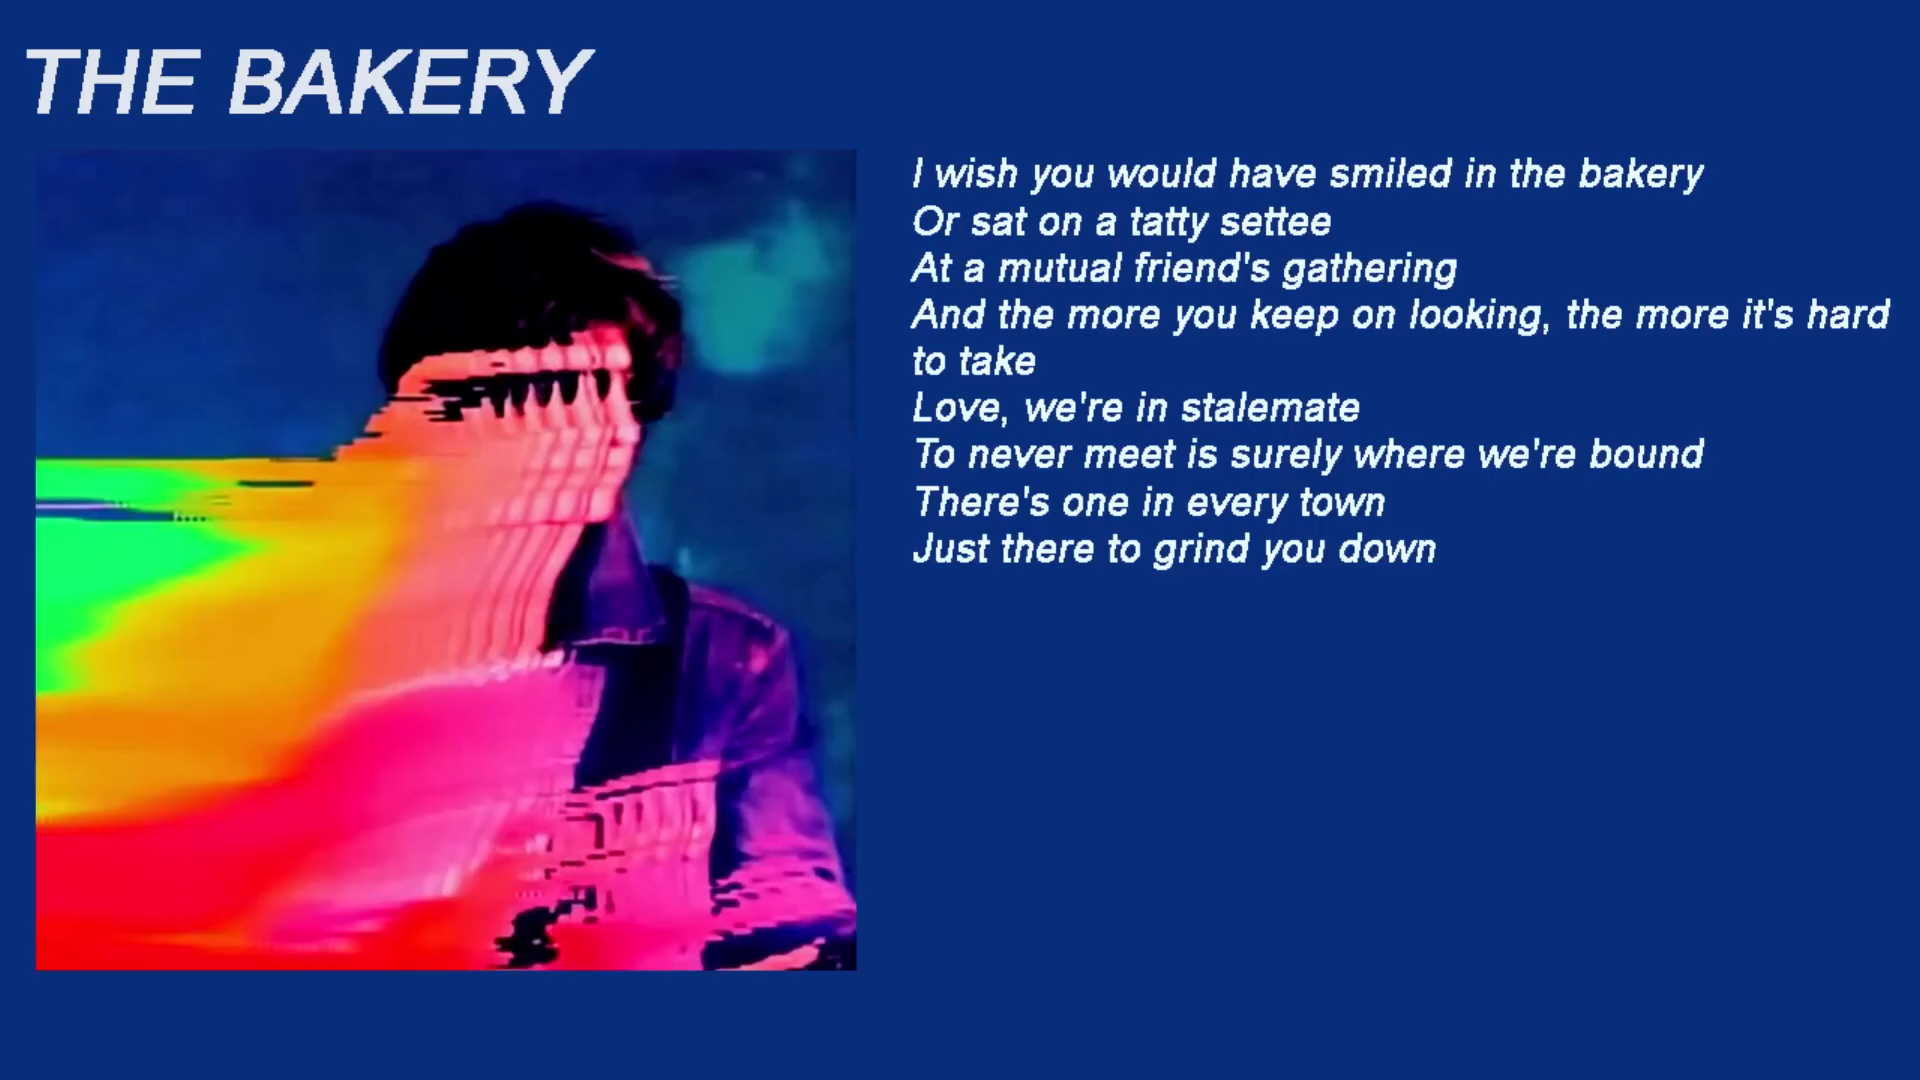 THE BAKERY
I wish you would have smiled in the bakery
Or sat on a tatty settee
At a mutual friend's gathering
And the more you keep on looking, the more it's hard
to take
Love, we're in stalemate
To never meet is surely where we're bound
There's one in every town
Just there to grind you down